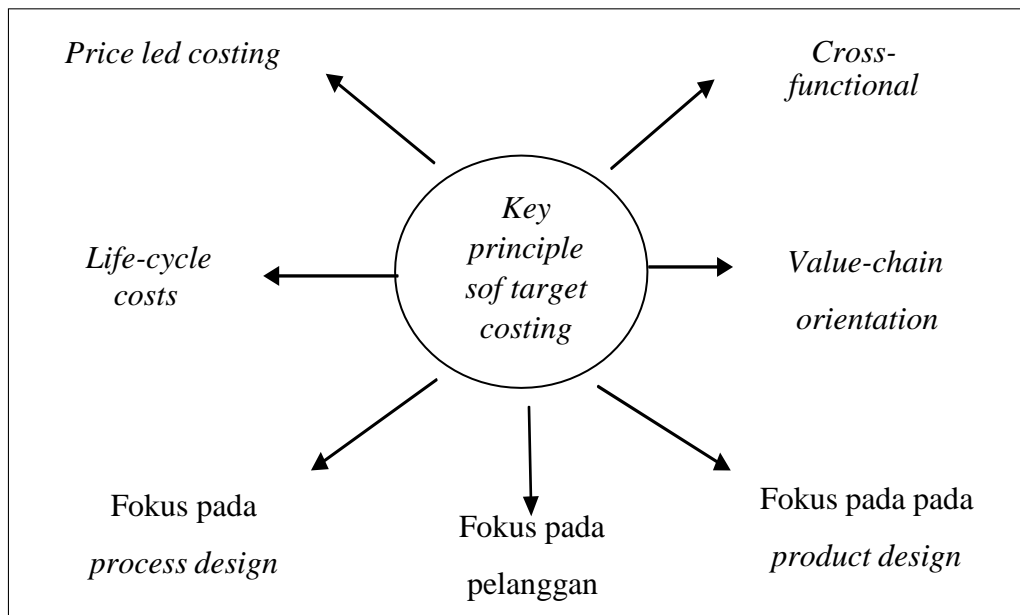 Price led costing
Cross-
functional
Key
principle
sof target
costing
Life-cycle
costs
Value-chain
orientation
Fokus pada
process design
Fokus pada
pelanggan
Fokus pada pada
product design